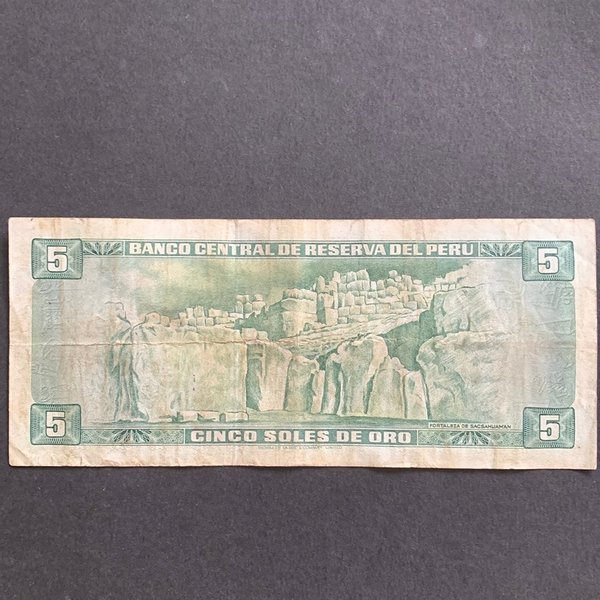 BANCO CENTRAL DE RESERVA DEL PERU
5 5
FORTALEZA DE SACSAHUAMAN
5 5
CINCO SOLES DE ORO